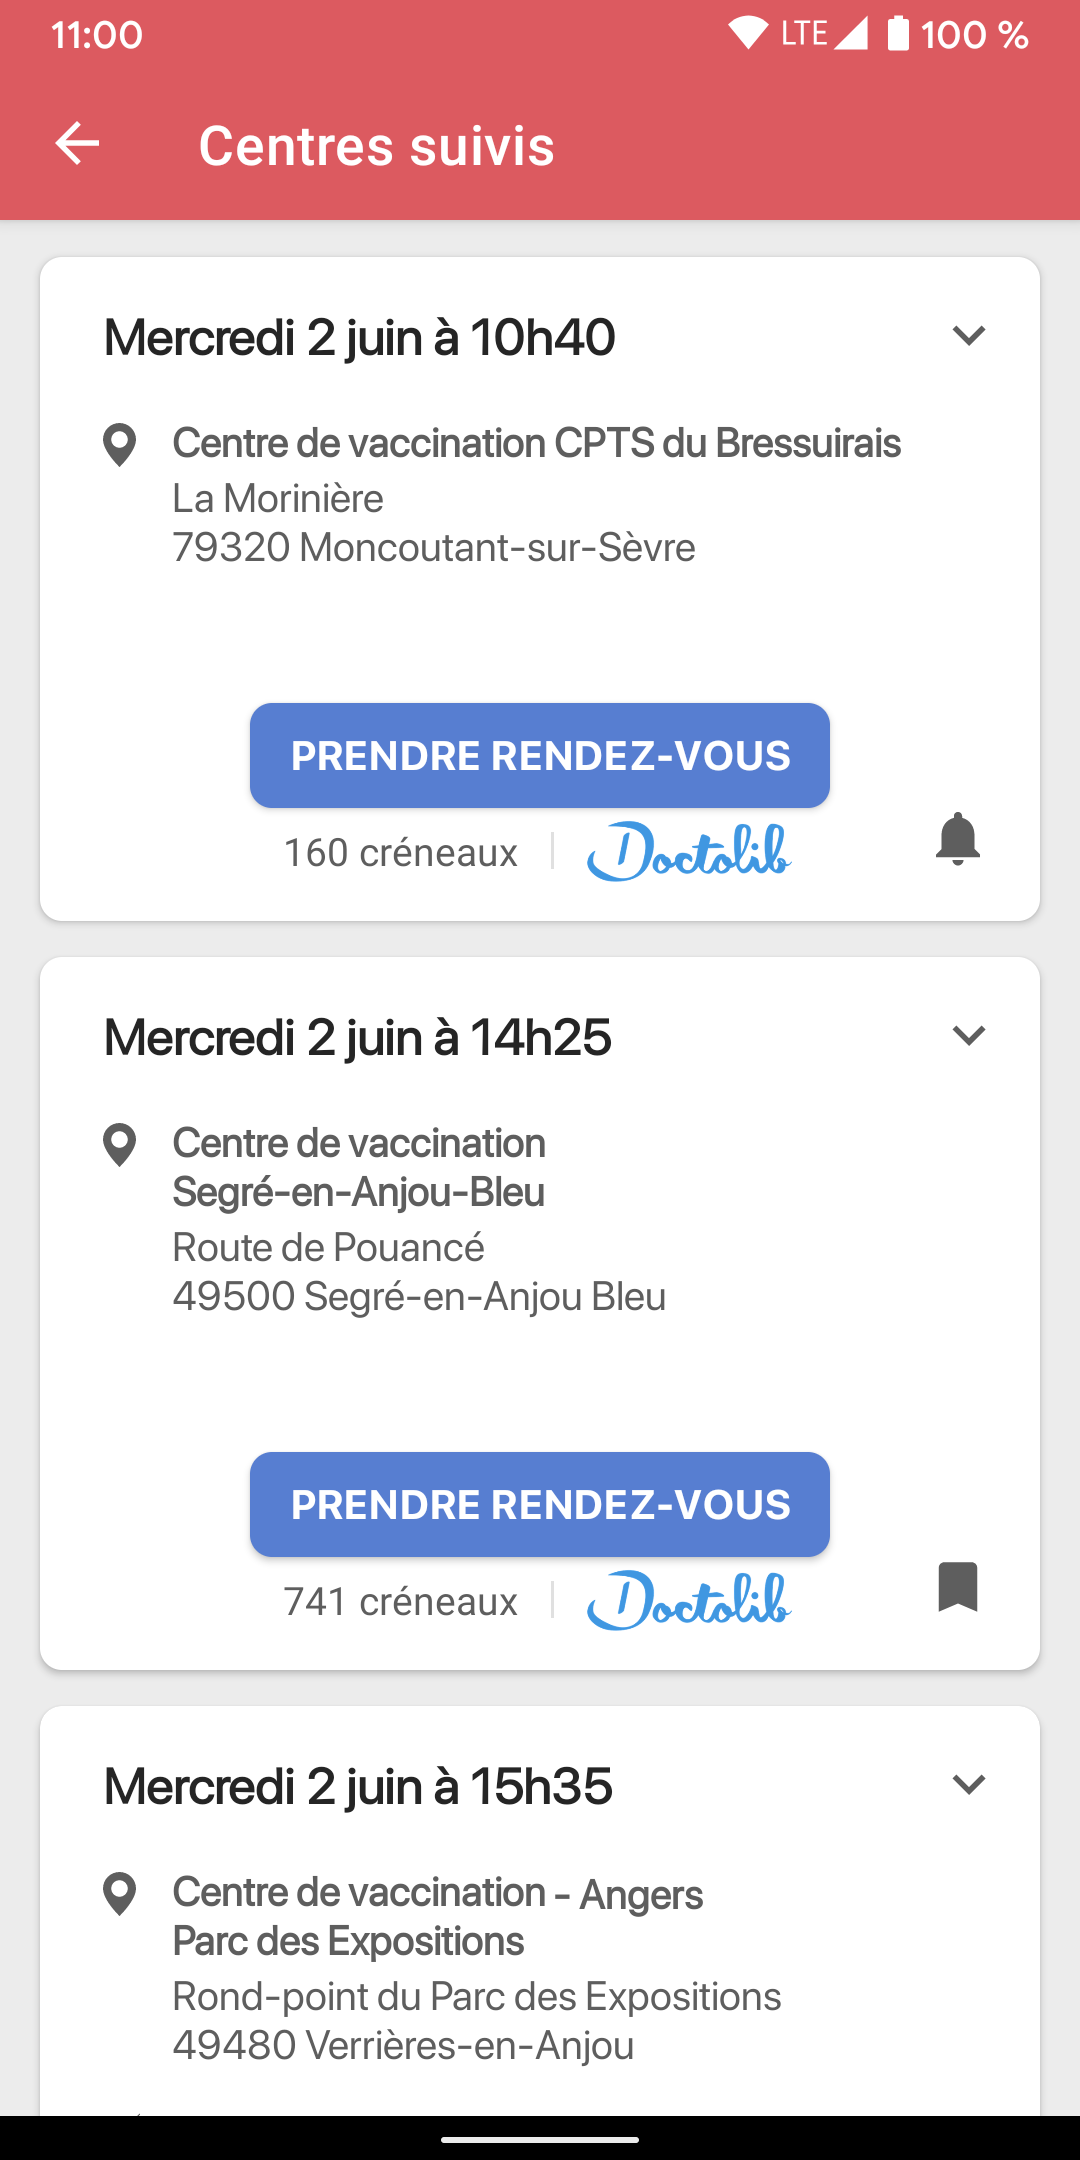 11:00 LTE 100 %
Centres suivis
Mercredi 2 juin à 10h40
Centre de vaccination CPTS du Bressuirais
La Morinière
79320 Moncoutant-sur-Sèvre
PRENDRE RENDEZ-VOUS
160 créneaux Doctolib
Mercredi 2 juin à 14h25
Centre de vaccination
Segré-en-Anjou-Bleu
Route de Pouancé
49500 Segré-en-Anjou Bleu
PRENDRE RENDEZ-VOUS
741 créneaux Doctolib
Mercredi 2 juin à 15h35
Centre de vaccination - Angers
Parc des Expositions
Rond-point du Parc des Expositions
49480 Verrières-en-Anjou